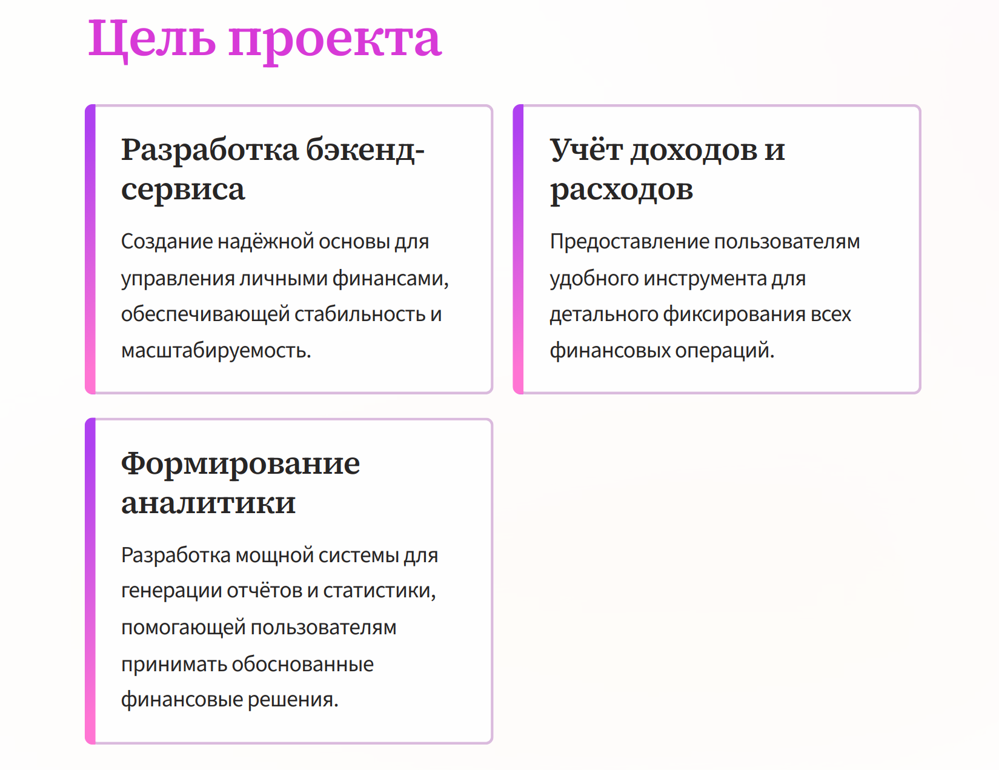 Цель проекта
Разработка бэкенд-
сервиса
Создание надёжной основы для
управления личными финансами,
обеспечивающей стабильность и
масштабируемость.
Учёт доходов и
расходов
Предоставление пользователям
удобного инструмента для
детального фиксирования всех
финансовых операций.
Формирование
аналитики
Разработка мощной системы для
генерации отчётов и статистики,
помогающей пользователям
принимать обоснованные
финансовые решения.